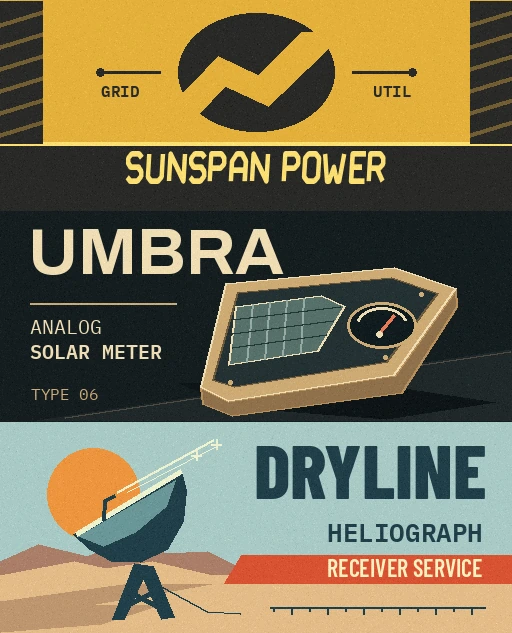 GRID
UTIL
SUNSPAN POWER
UMBRA
ANALOG
SOLAR METER
TYPE 06
DRYLINE
HELIOGRAPH
RECEIVER SERVICE